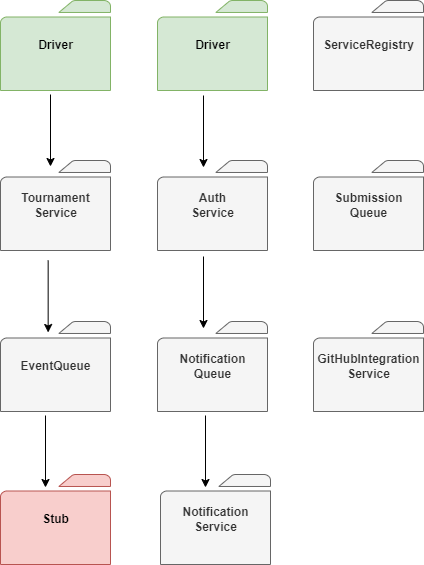 Driver
Driver
ServiceRegistry
Tournament
Service
Auth
Service
Submission
Queue
EventQueue
Notification
Queue
GitHubIntegration
Service
Stub
Notification
Service